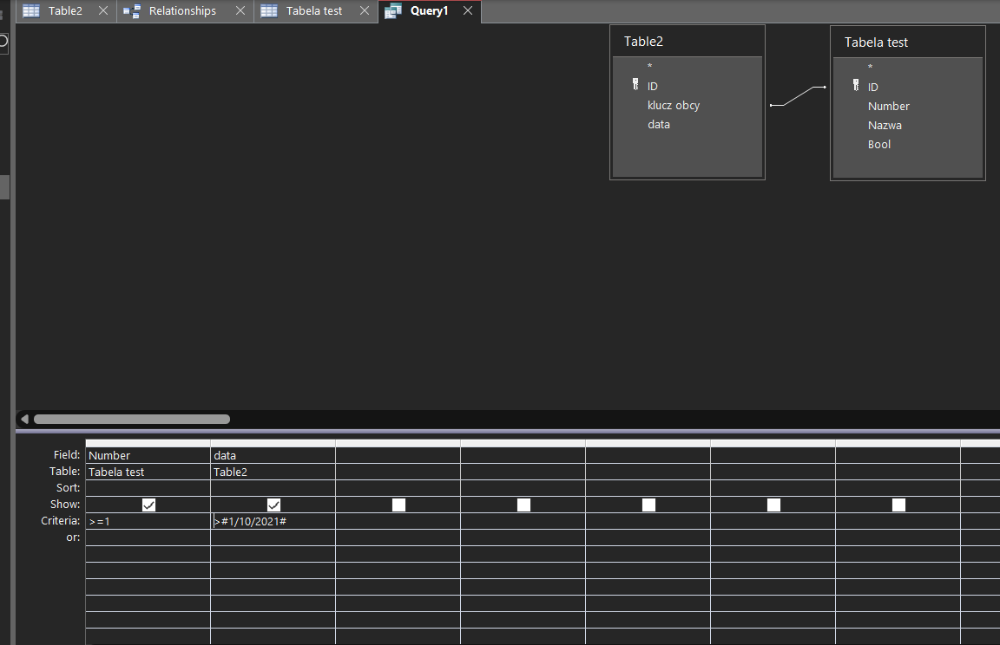 Table2 Relationships Tabela test Query1
Table2
*
ID
klucz obcy
data
Tabela test
*
ID
Number
Nazwa
Bool
Field: Number data
Table: Tabela test Table2
Sort:
Show:
Criteria: >=1 >#1/10/2021#
or: